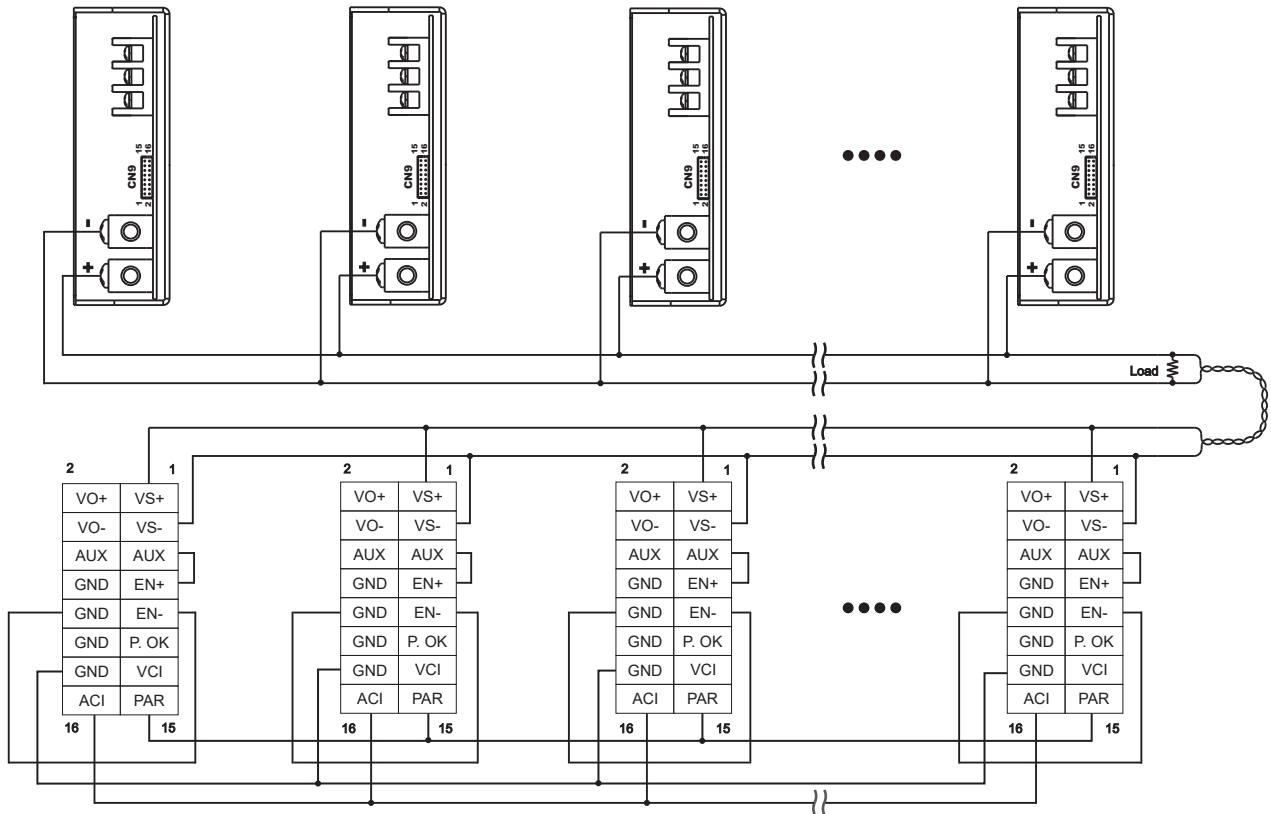 15
16
CN9
1
2
-
+
15
16
CN9
1
2
-
+
15
16
CN9
1
2
-
+
15
16
CN9
1
2
-
+
Load
2 1
VO+ VS+
VO- VS-
AUX AUX
GND EN+
GND EN-
GND P. OK
GND VCI
ACI PAR
16 15
2 1
VO+ VS+
VO- VS-
AUX AUX
GND EN+
GND EN-
GND P. OK
GND VCI
ACI PAR
16 15
2 1
VO+ VS+
VO- VS-
AUX AUX
GND EN+
GND EN-
GND P. OK
GND VCI
ACI PAR
16 15
2 1
VO+ VS+
VO- VS-
AUX AUX
GND EN+
GND EN-
GND P. OK
GND VCI
ACI PAR
16 15